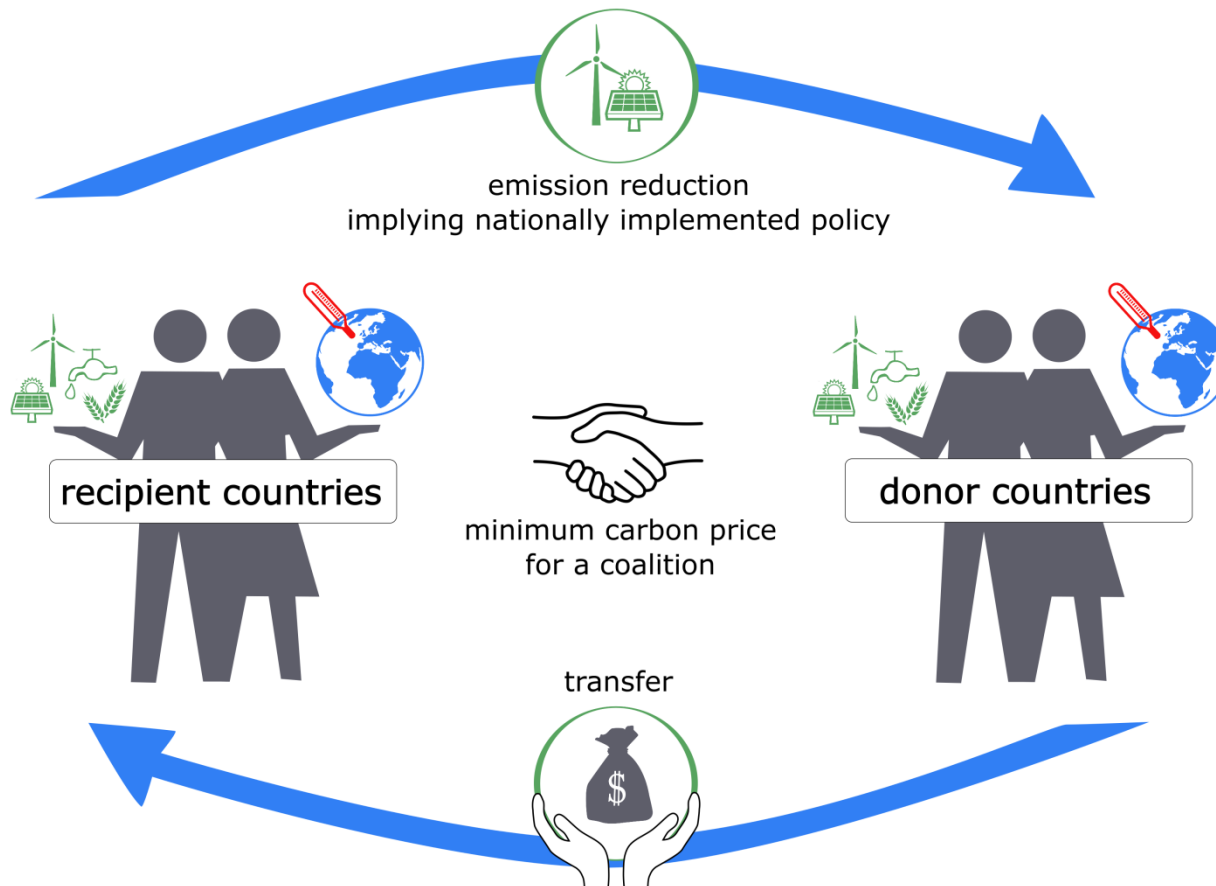 emission reduction
implying nationally implemented policy
recipient countries
minimum carbon price
for a coalition
donor countries
transfer
$